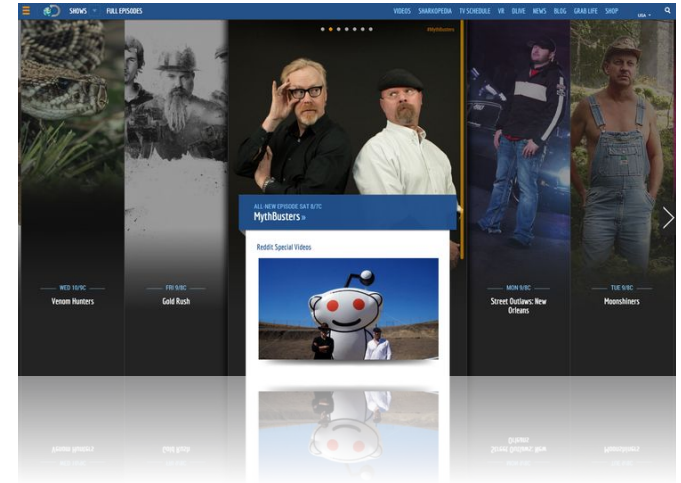 SHOWS
FULL EPISODES
VIDEOS SHARKOPEDIA TV SCHEDULE VR DLIVE NEWS BLOG GRAB LIFE SHOP
USA
#MythBusters
ALL-NEW EPISODE SAT 8/7C
MythBusters »
Reddit Special Videos
WED 10/9C
Venom Hunters
FRI 9/8C
Gold Rush
MON 9/8C
Street Outlaws: New
Orleans
TUE 9/8C
Moonshiners